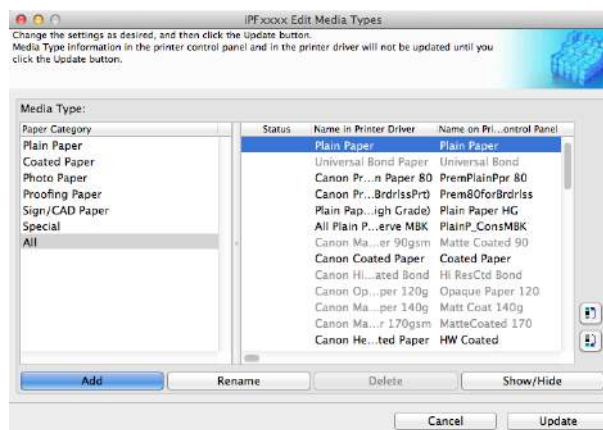 iPFxxxx Edit Media Types
Change the settings as desired, and then click the Update button.
Media Type information in the printer control panel and in the printer driver will not be updated until you
click the Update button.
Media Type:
Paper Category
Plain Paper
Coated Paper
Photo Paper
Proofing Paper
Sign/CAD Paper
Special
All
Status Name in Printer Driver Name on Pri...ontrol Panel
Plain Paper Plain Paper
Universal Bond Paper Universal Bond
Canon Pr...n Paper 80 PremPlainPpr 80
Canon Pr...BrdrlssPrt) Prem80forBrdrlss
Plain Pap...igh Grade) Plain Paper HG
All Plain P...erve MBK PlainP_ConsMBK
Canon Ma...er 90gsm Matte Coated 90
Canon Coated Paper Coated Paper
Canon Hi...ated Bond Hi ResCtd Bond
Canon Op...per 120g Opaque Paper 120
Canon Ma...per 140g Matt Coat 140g
Canon Ma...r 170gsm MatteCoated 170
Canon He...ted Paper HW Coated
Add Rename Delete Show/Hide
Cancel Update